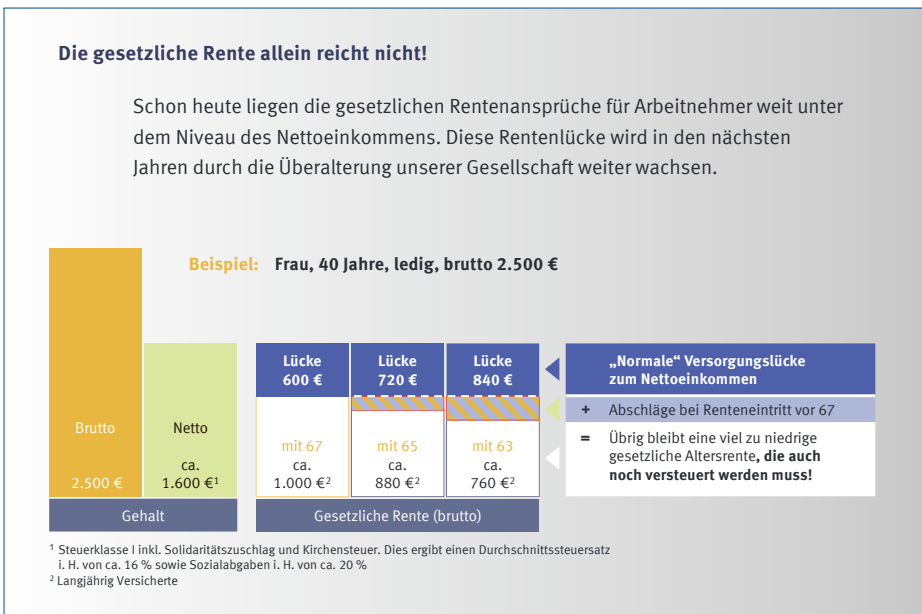 Die gesetzliche Rente allein reicht nicht!
Schon heute liegen die gesetzlichen Rentenansprüche für Arbeitnehmer weit unter
dem Niveau des Nettoeinkommens. Diese Rentenlücke wird in den nächsten
Jahren durch die Überalterung unserer Gesellschaft weiter wachsen.
Beispiel: Frau, 40 Jahre, ledig, brutto 2.500 €
Brutto
2.500 €
Netto
ca.
1.600 €¹
Gehalt
Lücke
600 €
mit 67
ca.
1.000 €²
Lücke
720 €
mit 65
ca.
880 €²
Lücke
840 €
mit 63
ca.
760 €²
Gesetzliche Rente (brutto)
„Normale“ Versorgungslücke
zum Nettoeinkommen
+ Abschläge bei Renteneintritt vor 67
= Übrig bleibt eine viel zu niedrige
gesetzliche Altersrente, die auch
noch versteuert werden muss!
¹ Steuerklasse I inkl. Solidaritätszuschlag und Kirchensteuer. Dies ergibt einen Durchschnittssteuersatz
i. H. von ca. 16 % sowie Sozialabgaben i. H. von ca. 20 %
² Langjährig Versicherte